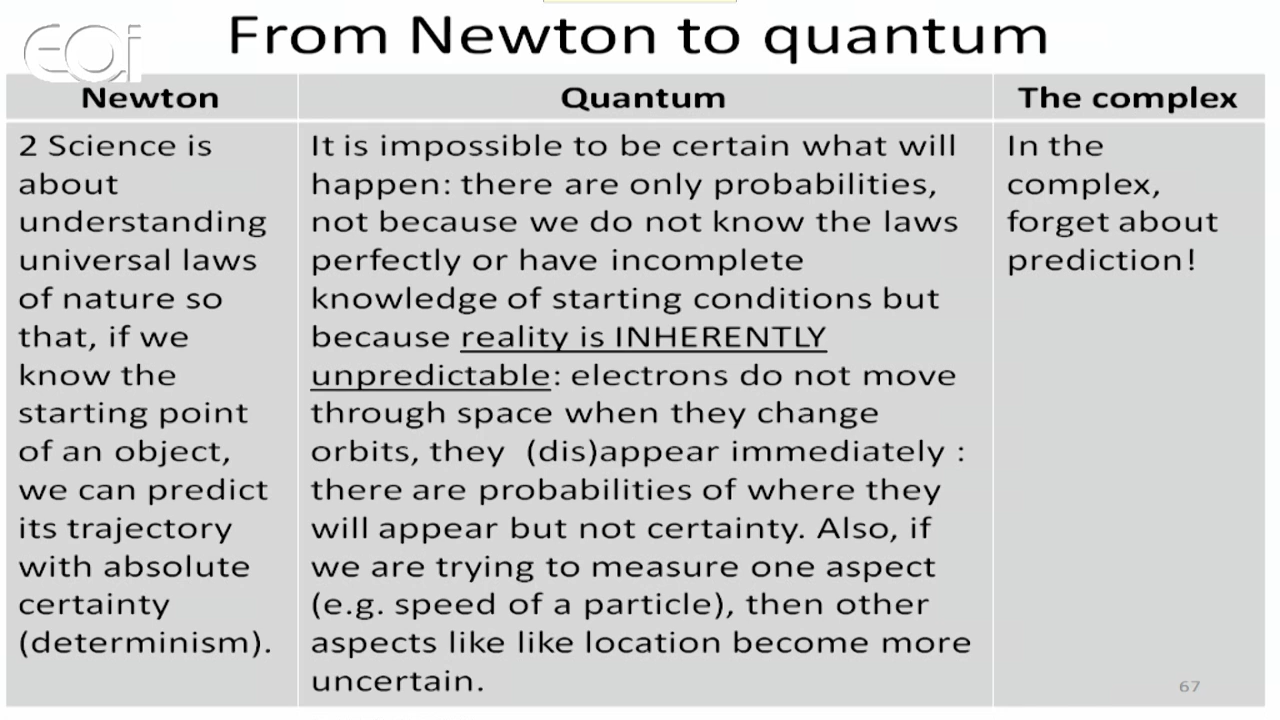 From Newton to quantum
eai
Newton
Quantum
The complex
2 Science is
about
understanding
universal laws
of nature so
that, if we
know the
starting point
of an object,
we can predict
its trajectory
with absolute
certainty
(determinism).
It is impossible to be certain what will
happen: there are only probabilities,
not because we do not know the laws
perfectly or have incomplete
knowledge of starting conditions but
because reality is INHERENTLY
unpredictable: electrons do not move
through space when they change
orbits, they (dis)appear immediately :
there are probabilities of where they
will appear but not certainty. Also, if
we are trying to measure one aspect
(e.g. speed of a particle), then other
aspects like like location become more
uncertain.
In the
complex,
forget about
prediction!
67